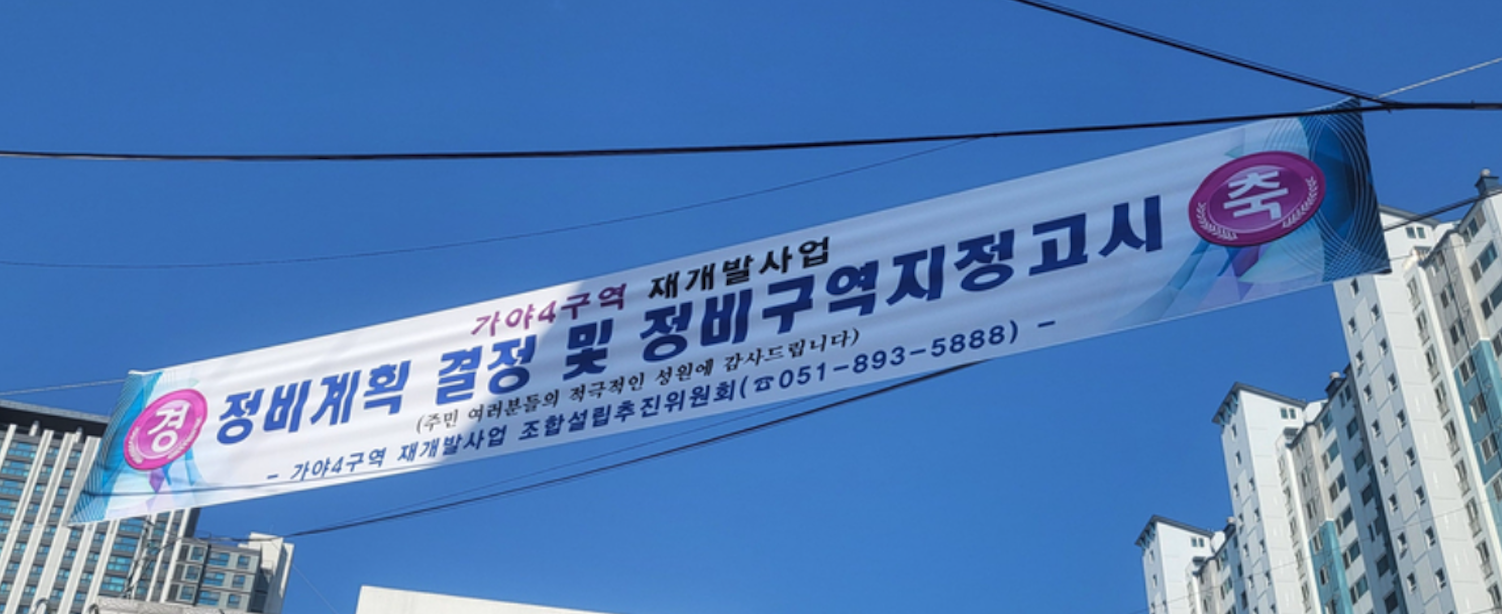 경 축
가야4구역 재개발사업
정비계획 결정 및 정비구역지정고시
(주민 여러분들의 적극적인 성원에 감사드립니다)
- 가야4구역 재개발사업 조합설립추진위원회(☎051-893-5888) -